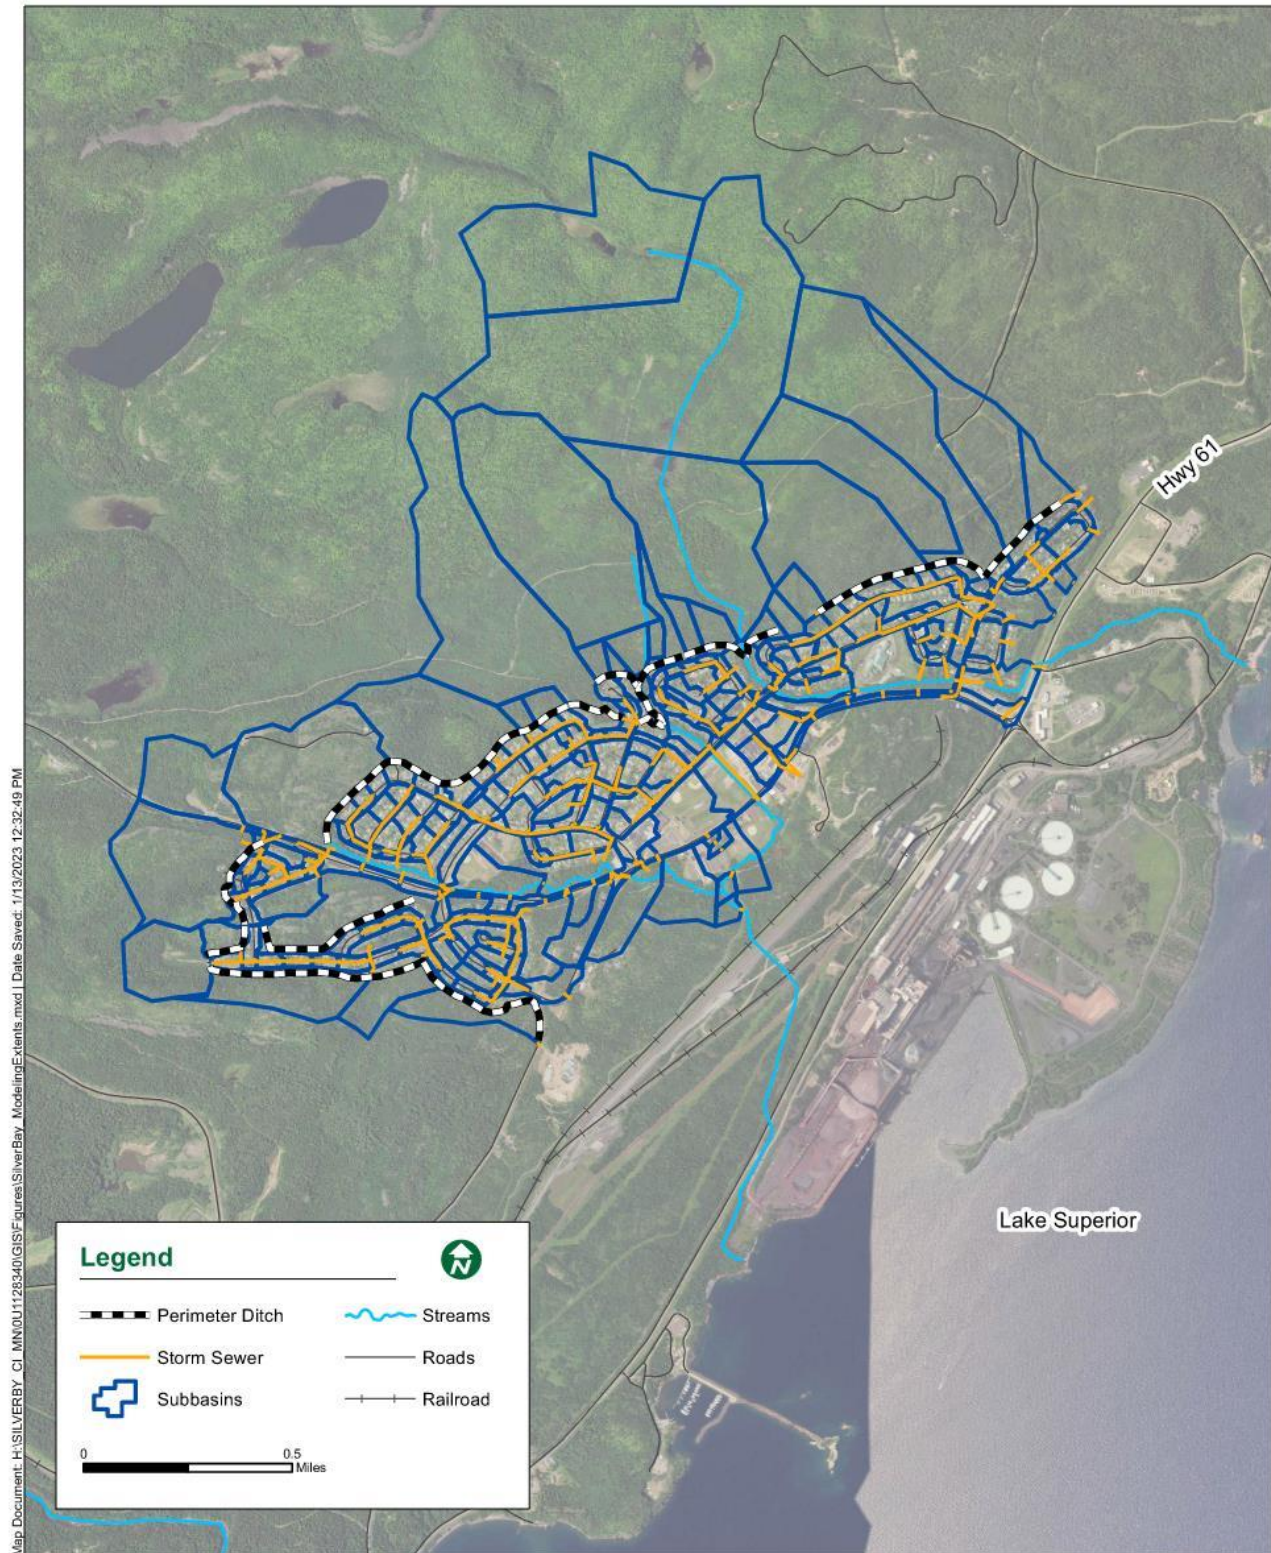 Hwy 61
Lake Superior
Legend
N
Perimeter Ditch
Streams
Storm Sewer
Roads
Subbasins
Railroad
0 0.5
Miles
Map Document: H:\SILVERBY_CI_MN\0U1128340\GIS\Figures\SilverBay_ModelingExtents.mxd | Date Saved: 1/13/2023 12:32:49 PM